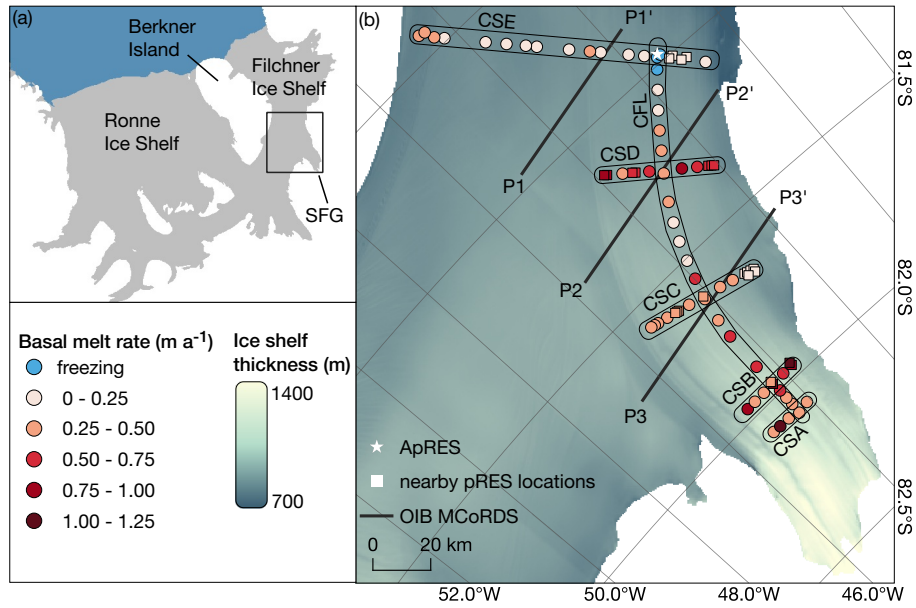 (a)
Berkner
Island
Filchner
Ice Shelf
Ronne
Ice Shelf
SFG
Basal melt rate (m a⁻¹)
freezing
0 - 0.25
0.25 - 0.50
0.50 - 0.75
0.75 - 1.00
1.00 - 1.25
Ice shelf
thickness (m)
1400
700
(b)
CSE
P1'
81.5°S
P2'
CFL
CSD
P1
P3'
82.0°S
P2
CSC
CSB
P3
CSA
ApRES
nearby pRES locations
OIB MCoRDS
0 20 km
82.5°S
52.0°W 50.0°W 48.0°W 46.0°W